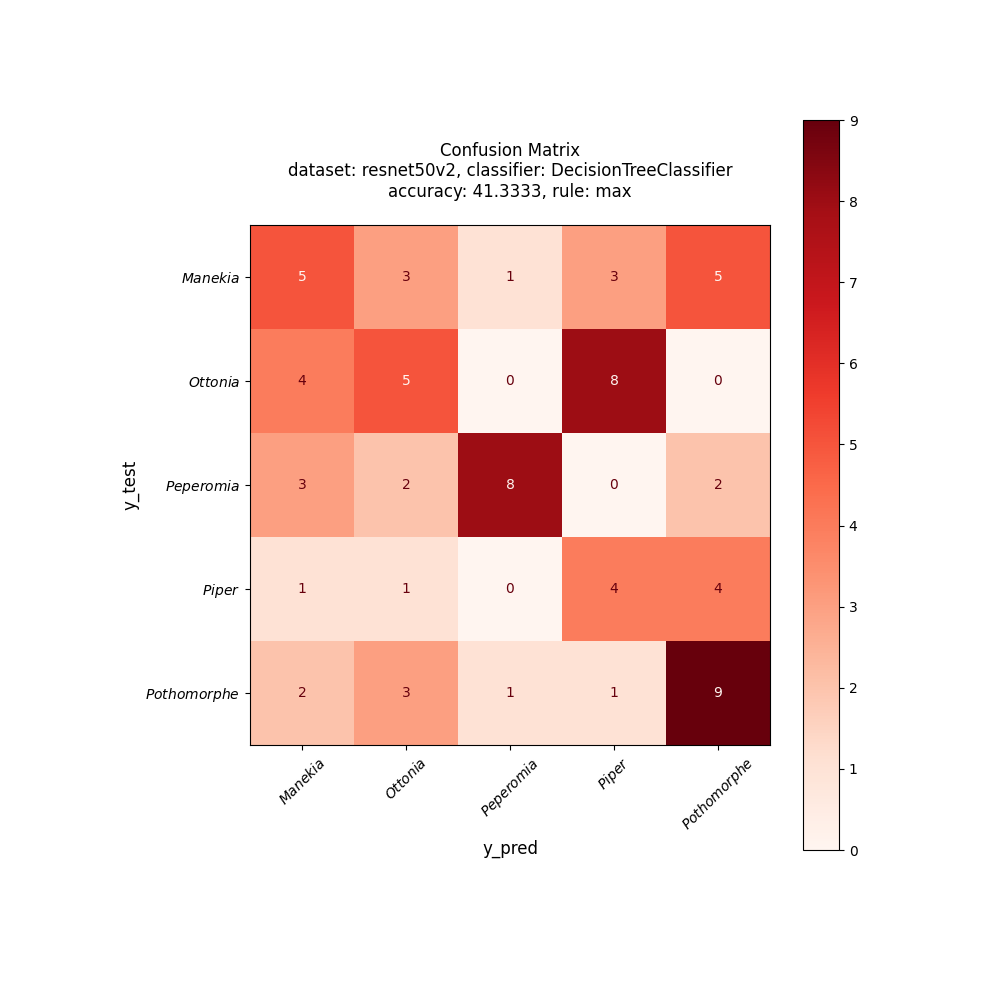 Confusion Matrix
dataset: resnet50v2, classifier: DecisionTreeClassifier
accuracy: 41.3333, rule: max
Manekia 5 3 1 3 5
Ottonia 4 5 0 8 0
Peperomia 3 2 8 0 2
Piper 1 1 0 4 4
Pothomorphe 2 3 1 1 9
Manekia Ottonia Peperomia Piper Pothomorphe
y_pred
y_test
9
8
7
6
5
4
3
2
1
0